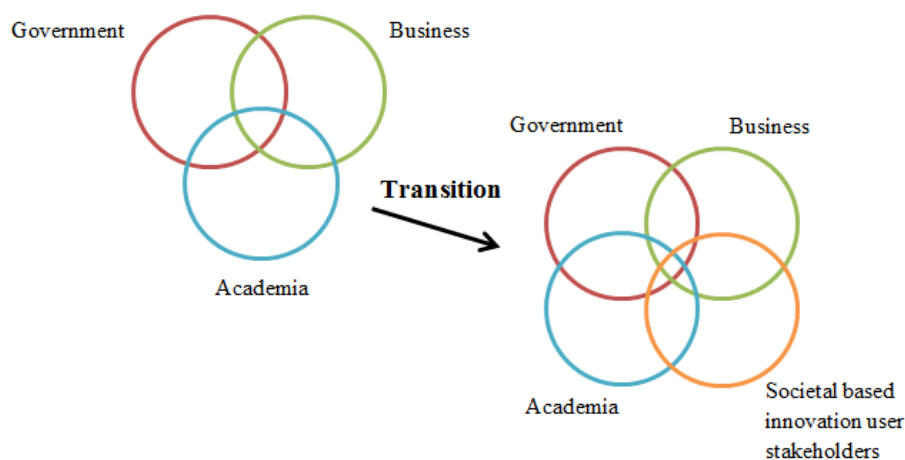 Government
Business
Academia
Transition
Government
Business
Academia
Societal based
innovation user
stakeholders